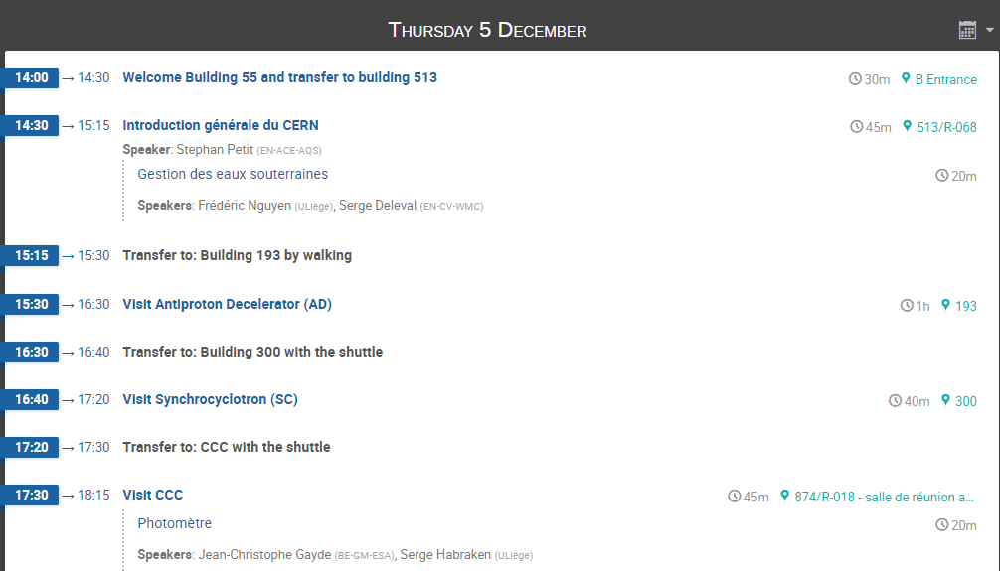 Thursday 5 December
14:00 → 14:30 Welcome Building 55 and transfer to building 513 30m B Entrance
14:30 → 15:15 Introduction générale du CERN 45m 513/R-068
Speaker: Stephan Petit (EN-ACE-AQS)
Gestion des eaux souterraines 20m
Speakers: Frédéric Nguyen (ULiège), Serge Deleval (EN-CV-WMC)
15:15 → 15:30 Transfer to: Building 193 by walking
15:30 → 16:30 Visit Antiproton Decelerator (AD) 1h 193
16:30 → 16:40 Transfer to: Building 300 with the shuttle
16:40 → 17:20 Visit Synchrocyclotron (SC) 40m 300
17:20 → 17:30 Transfer to: CCC with the shuttle
17:30 → 18:15 Visit CCC 45m 874/R-018 - salle de réunion a...
Photomètre 20m
Speakers: Jean-Christophe Gayde (BE-GM-ESA), Serge Habraken (ULiège)